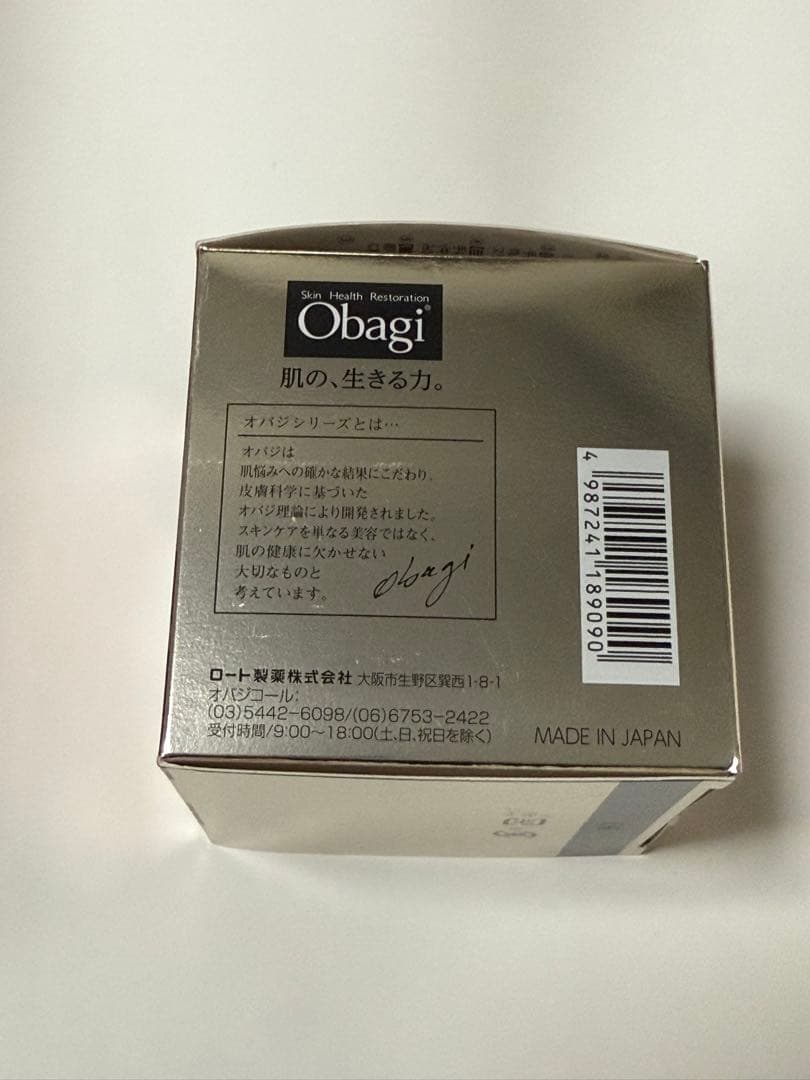 Skin Health Restoration
Obagi®
肌の、生きる力。
オバジシリーズとは…
オバジは
肌悩みへの確かな結果にこだわり、
皮膚科学に基づいた
オバジ理論により開発されました。
スキンケアを単なる美容ではなく、
肌の健康に欠かせない
大切なものと
考えています。
Obagi
4 987241 189090
ロート製薬株式会社 大阪市生野区巽西1-8-1
オバジコール:
(03)5442-6098/(06)6753-2422
受付時間/9:00〜18:00(土、日、祝日を除く)
MADE IN JAPAN